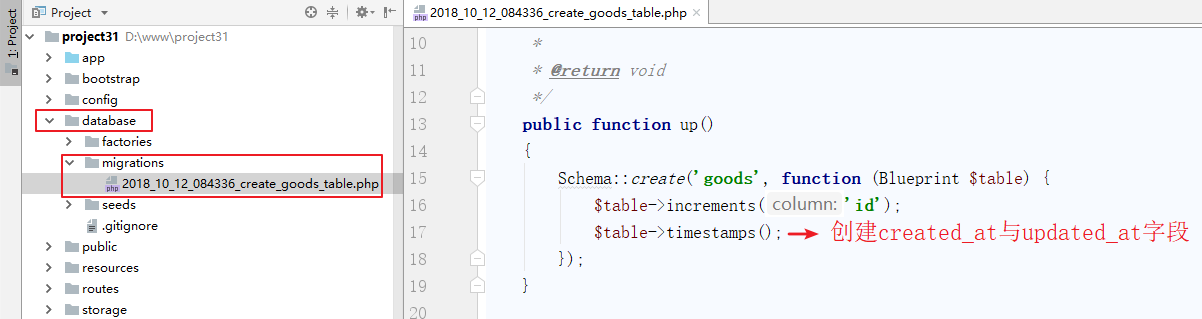 1: Project
Project
project31 D:\www\project31
app
bootstrap
config
database
factories
migrations
php 2018_10_12_084336_create_goods_table.php
seeds
.gitignore
public
resources
routes
storage
php 2018_10_12_084336_create_goods_table.php ×
10 *
11 * @return void
12 */
13 public function up()
14 {
15 Schema::create('goods', function (Blueprint $table) {
16 $table->increments( column: 'id');
17 $table->timestamps(); 创建created_at与updated_at字段
18 });
19 }
20